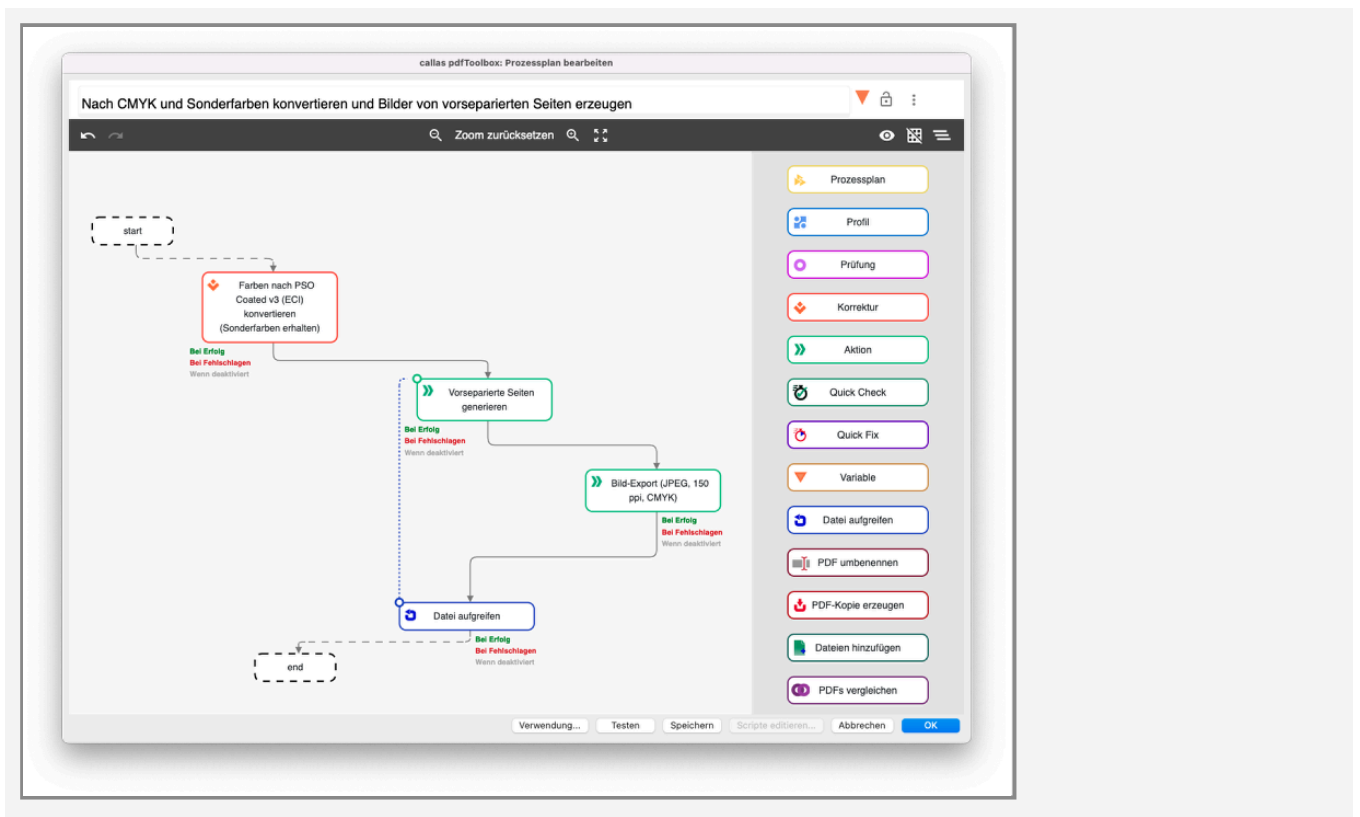 callas pdfToolbox: Prozessplan bearbeiten
Nach CMYK und Sonderfarben konvertieren und Bilder von vorseparierten Seiten erzeugen
Zoom zurücksetzen
start
Farben nach PSO
Coated v3 (ECI)
konvertieren
(Sonderfarben erhalten)
Bei Erfolg
Bei Fehlschlagen
Wenn deaktiviert
Vorseparierte Seiten
generieren
Bei Erfolg
Bei Fehlschlagen
Wenn deaktiviert
Bild-Export (JPEG, 150
ppi, CMYK)
Bei Erfolg
Bei Fehlschlagen
Wenn deaktiviert
Datei aufgreifen
Bei Erfolg
Bei Fehlschlagen
Wenn deaktiviert
end
Prozessplan
Profil
Prüfung
Korrektur
Aktion
Quick Check
Quick Fix
Variable
Datei aufgreifen
PDF umbenennen
PDF-Kopie erzeugen
Dateien hinzufügen
PDFs vergleichen
Verwendung...
Testen
Speichern
Scripte editieren...
Abbrechen
OK